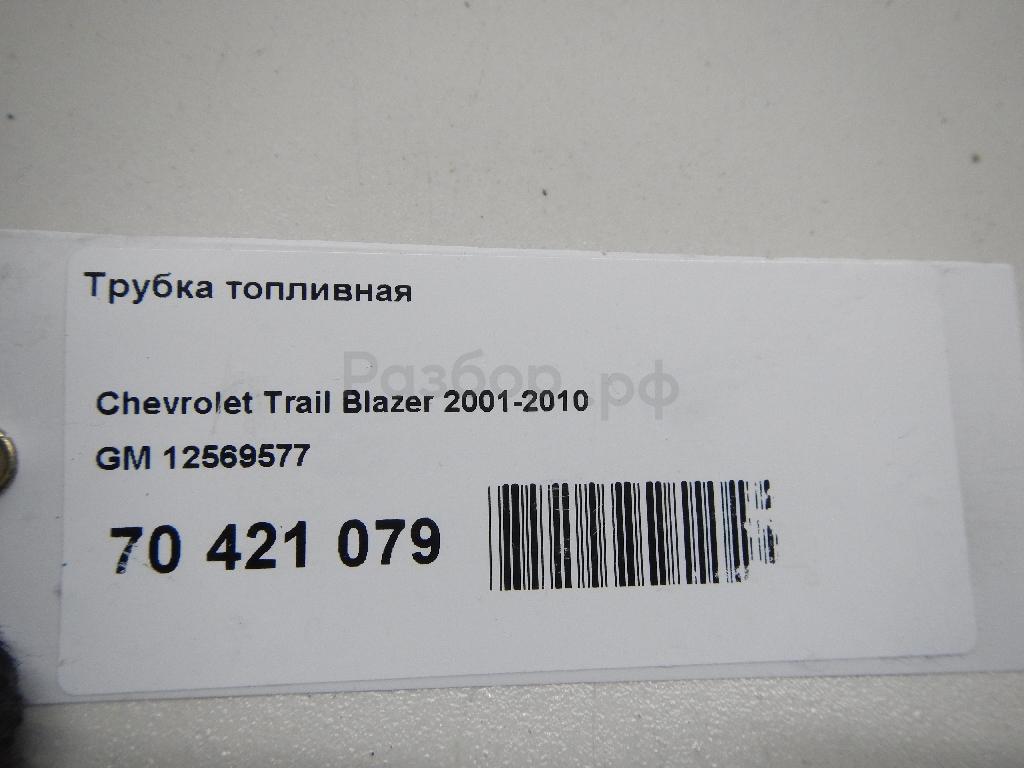 Трубка топливная
Разбор.рф
Chevrolet Trail Blazer 2001-2010
GM 12569577
70 421 079